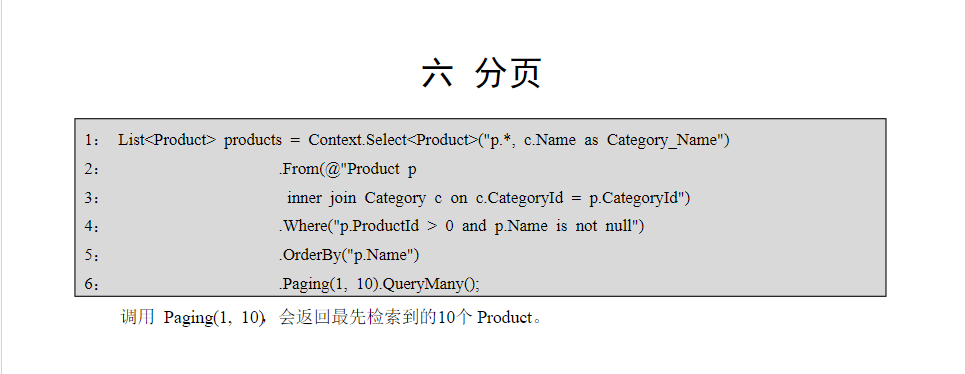 六 分页
1: List<Product> products = Context.Select<Product>("p.*, c.Name as Category_Name")
2: .From(@"Product p
3: inner join Category c on c.CategoryId = p.CategoryId")
4: .Where("p.ProductId > 0 and p.Name is not null")
5: .OrderBy("p.Name")
6: .Paging(1, 10).QueryMany();
调用 Paging(1, 10)，会返回最先检索到的10个 Product。